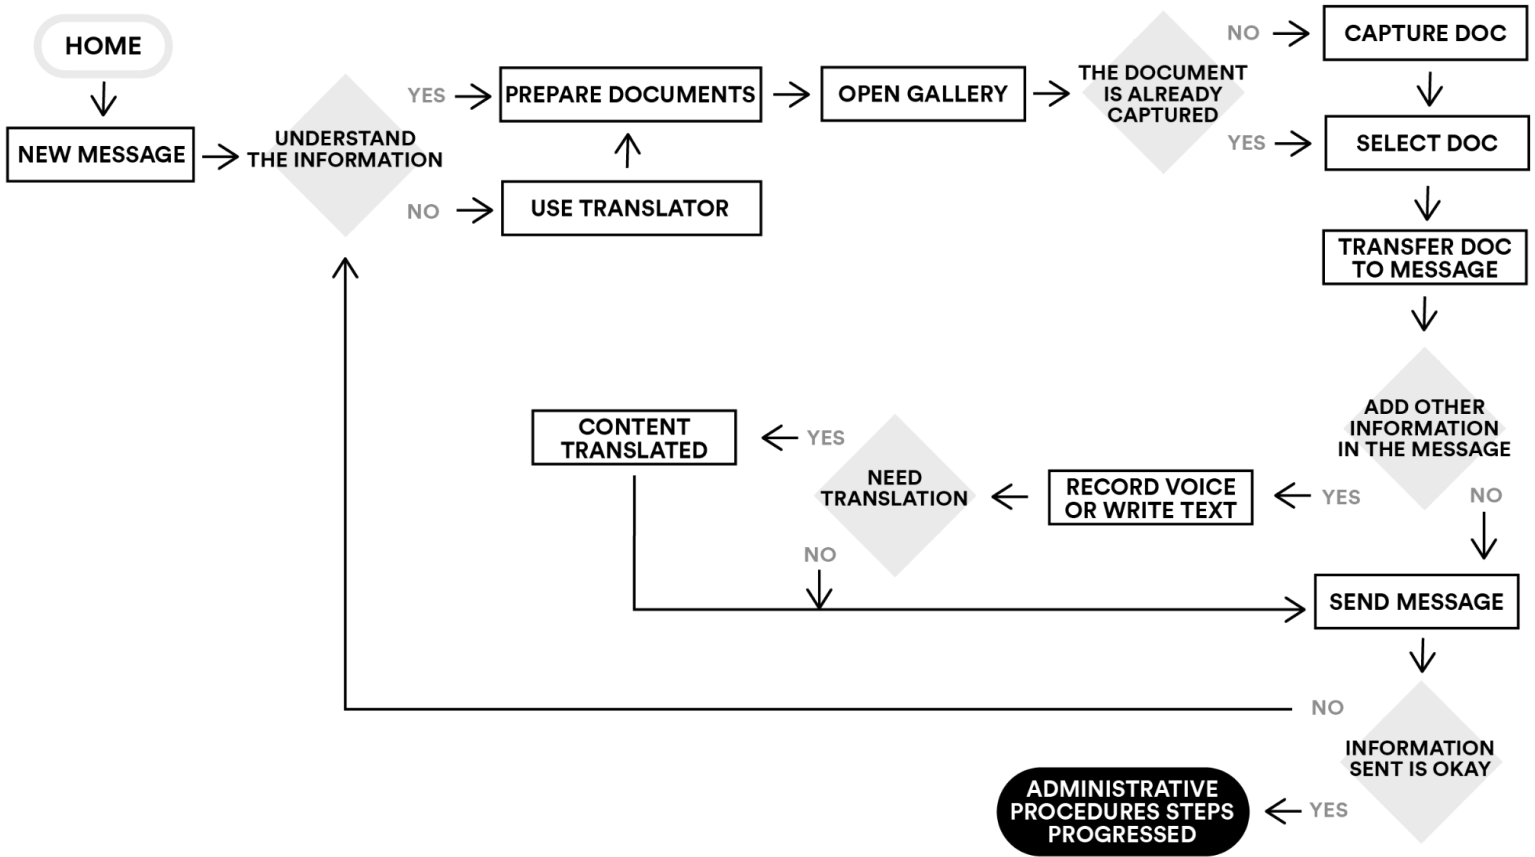 HOME
NEW MESSAGE
UNDERSTAND
THE INFORMATION
YES
PREPARE DOCUMENTS
NO
USE TRANSLATOR
OPEN GALLERY
THE DOCUMENT
IS ALREADY
CAPTURED
NO
CAPTURE DOC
YES
SELECT DOC
TRANSFER DOC
TO MESSAGE
ADD OTHER
INFORMATION
IN THE MESSAGE
YES
NO
RECORD VOICE
OR WRITE TEXT
NEED
TRANSLATION
YES
CONTENT
TRANSLATED
NO
SEND MESSAGE
NO
INFORMATION
SENT IS OKAY
YES
ADMINISTRATIVE
PROCEDURES STEPS
PROGRESSED